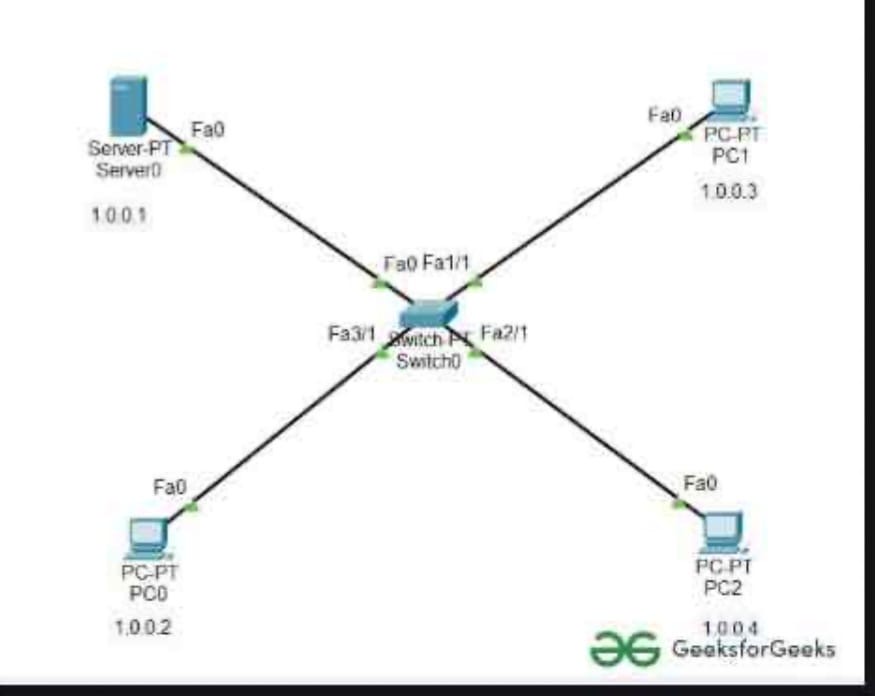 Fa0
Server-PT
Server0
1.0.0.1
Fa0
PC-PT
PC1
1.0.0.3
Fa0 Fa1/1
Fa3/1
Switch-PT
Fa2/1
Switch0
Fa0
PC-PT
PC0
1.0.0.2
Fa0
PC-PT
PC2
1.0.0.4
GeeksforGeeks